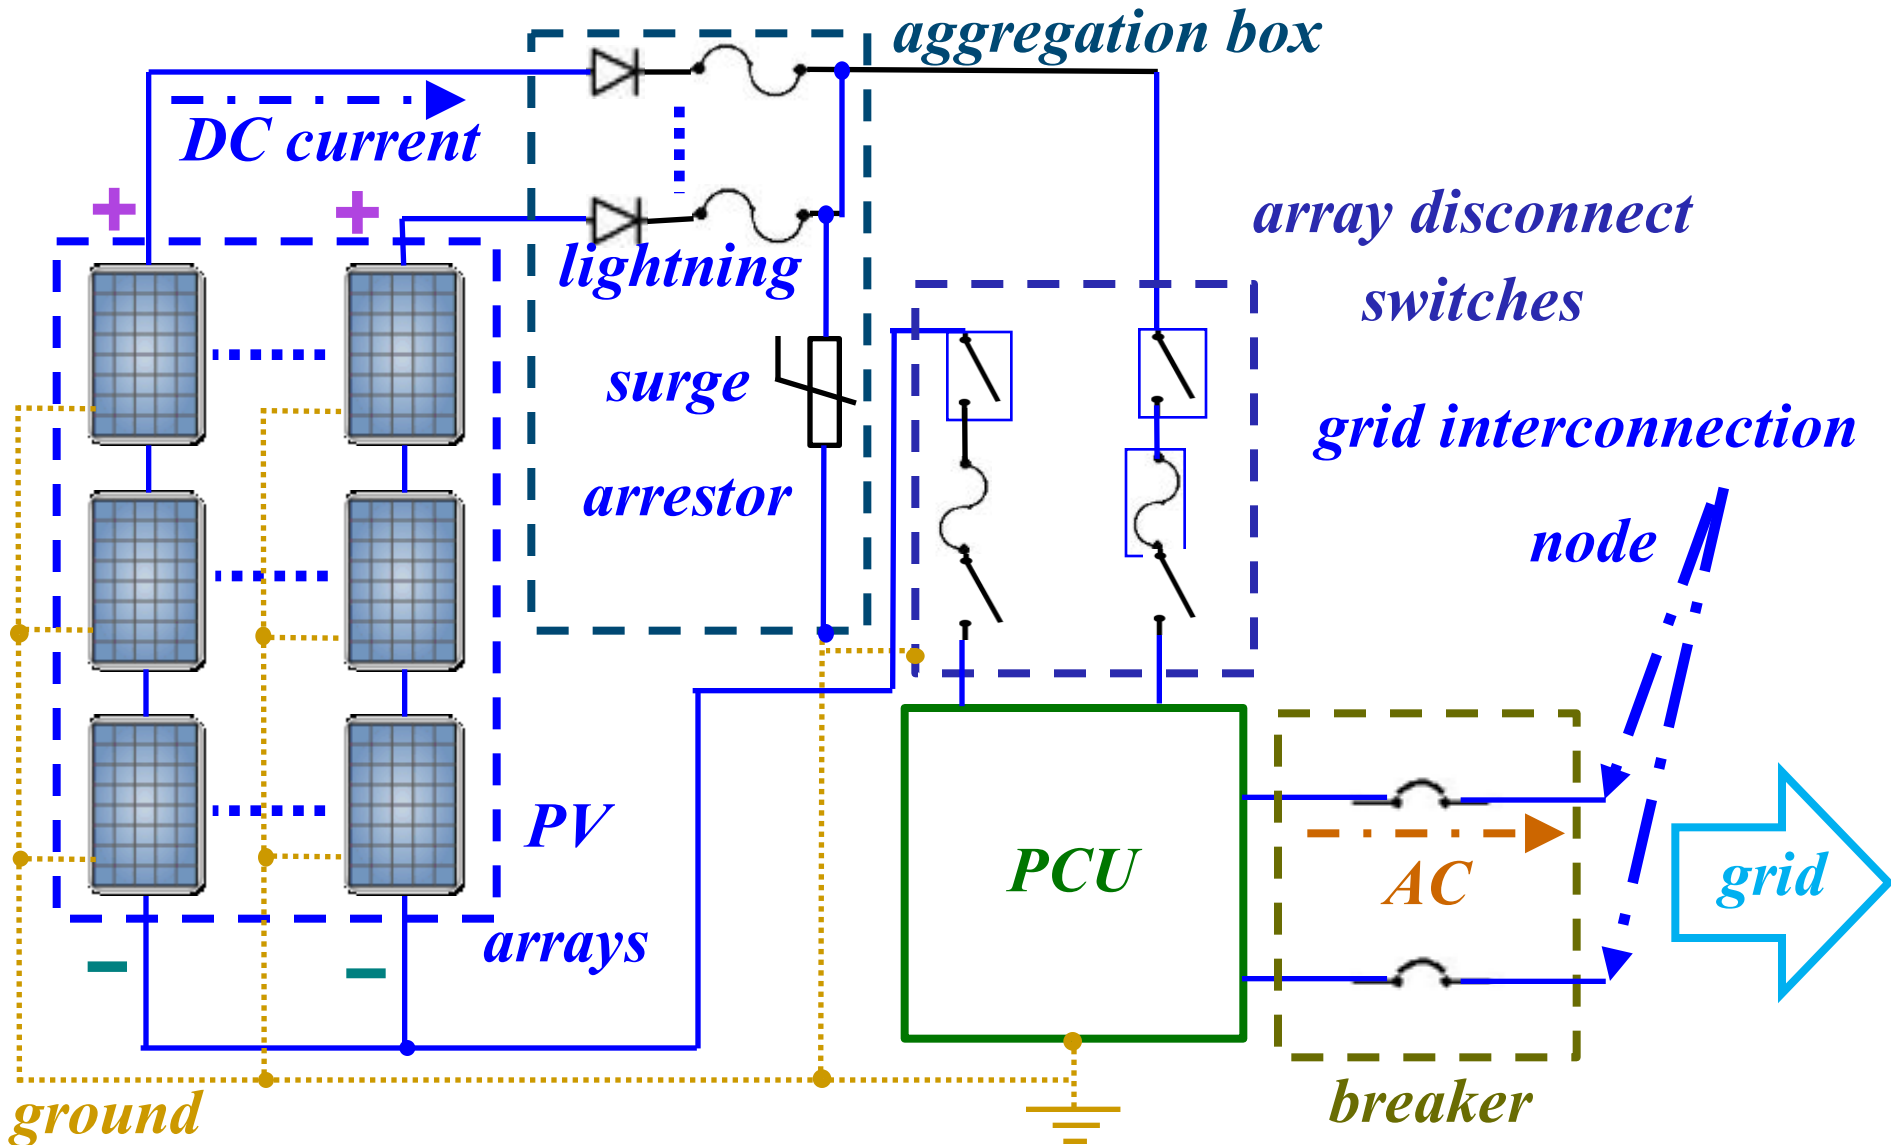 aggregation box
DC current
+
+
array disconnect
switches
lightning
surge
arrestor
grid interconnection
node
PV
arrays
PCU
AC
grid
−
−
breaker
ground